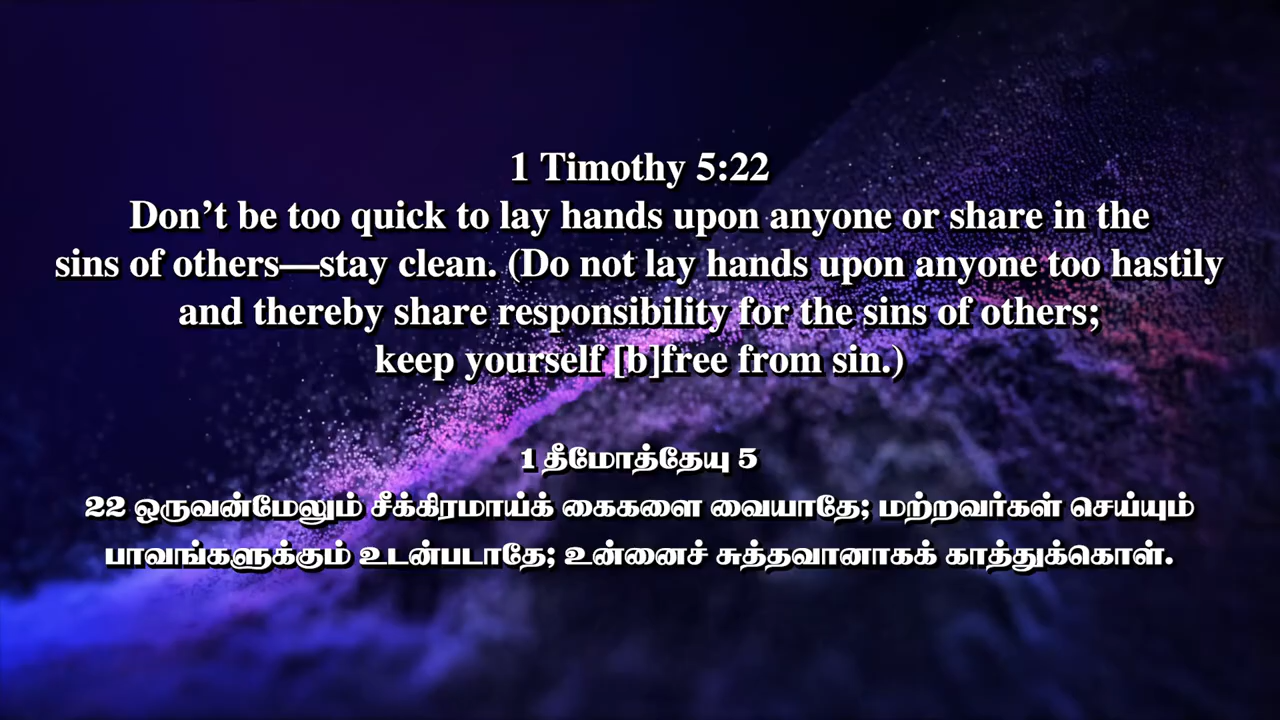 1 Timothy 5:22
Don’t be too quick to lay hands upon anyone or share in the
sins of others—stay clean. (Do not lay hands upon anyone too hastily
and thereby share responsibility for the sins of others;
keep yourself [b]free from sin.)
1 தீமோத்தேயு 5
22 ஒருவன்மேலும் சீக்கிரமாய்க் கைகளை வையாதே; மற்றவர்கள் செய்யும்
பாவங்களுக்கும் உடன்படாதே; உன்னைச் சுத்தவானாகக் காத்துக்கொள்.